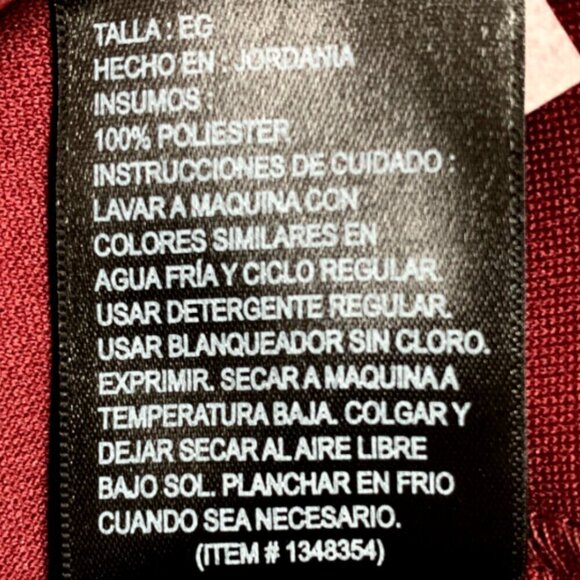 TALLA : EG
HECHO EN : JORDANIA
INSUMOS :
100% POLIESTER
INSTRUCCIONES DE CUIDADO :
LAVAR A MAQUINA CON
COLORES SIMILARES EN
AGUA FRÍA Y CICLO REGULAR.
USAR DETERGENTE REGULAR.
USAR BLANQUEADOR SIN CLORO.
EXPRIMIR. SECAR A MAQUINA A
TEMPERATURA BAJA. COLGAR Y
DEJAR SECAR AL AIRE LIBRE
BAJO SOL. PLANCHAR EN FRIO
CUANDO SEA NECESARIO.
(ITEM # 1348354)